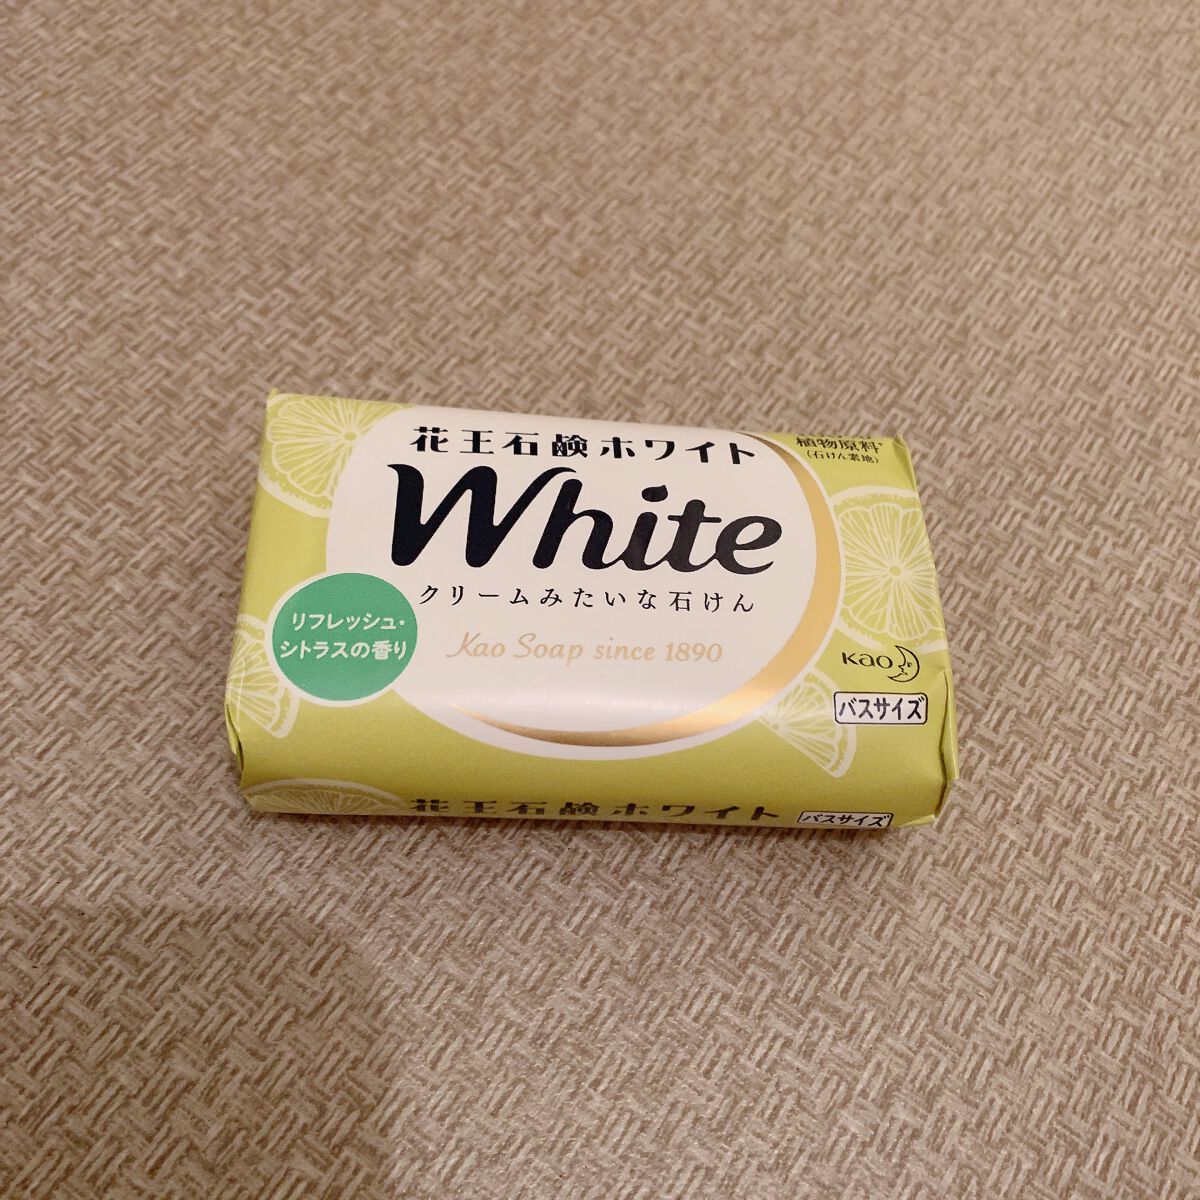 花王石鹸ホワイト
White
クリームみたいな石けん
Kao Soap since 1890
リフレッシュ・
シトラスの香り
植物原料*
(石けん素地)
Kao
バスサイズ
花王石鹸ホワイト
バスサイズ